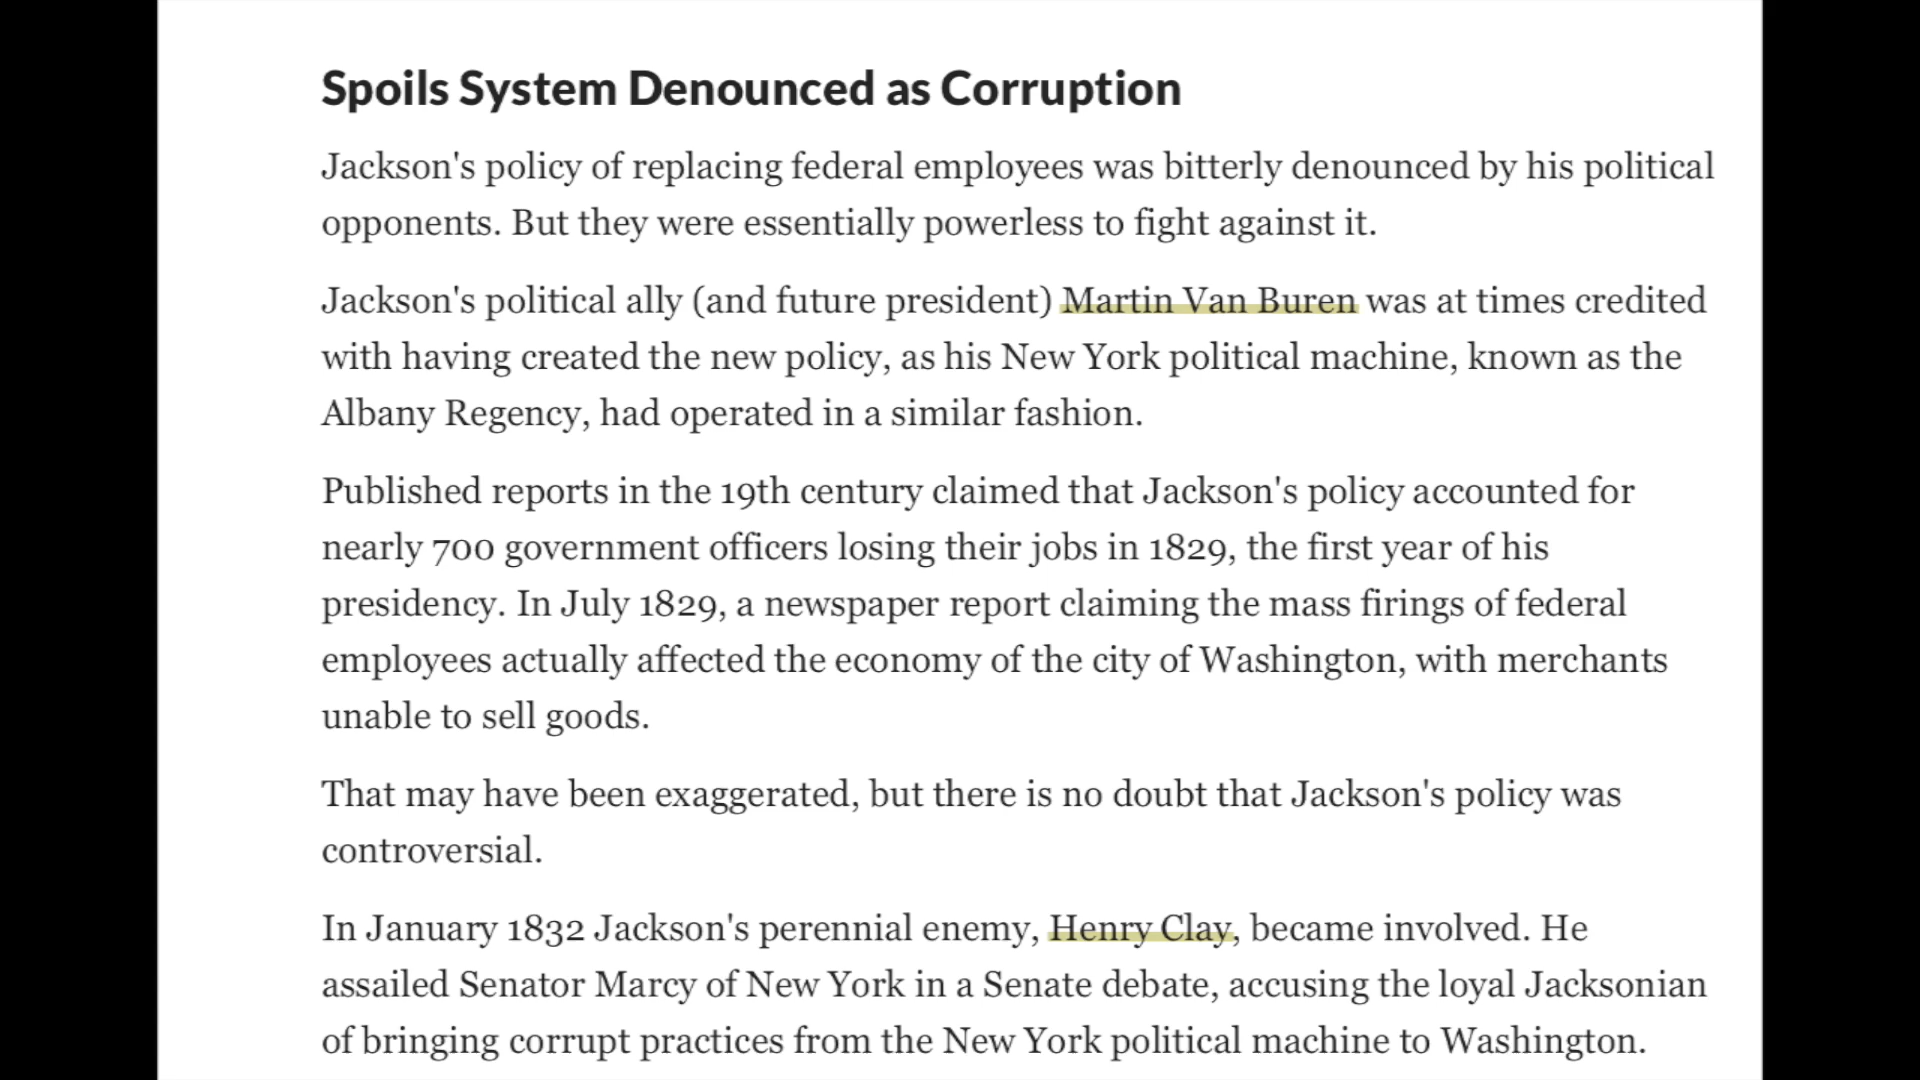 Spoils System Denounced as Corruption
Jackson's policy of replacing federal employees was bitterly denounced by his political
opponents. But they were essentially powerless to fight against it.
Jackson's political ally (and future president) Martin Van Buren was at times credited
with having created the new policy, as his New York political machine, known as the
Albany Regency, had operated in a similar fashion.
Published reports in the 19th century claimed that Jackson's policy accounted for
nearly 700 government officers losing their jobs in 1829, the first year of his
presidency. In July 1829, a newspaper report claiming the mass firings of federal
employees actually affected the economy of the city of Washington, with merchants
unable to sell goods.
That may have been exaggerated, but there is no doubt that Jackson's policy was
controversial.
In January 1832 Jackson's perennial enemy, Henry Clay, became involved. He
assailed Senator Marcy of New York in a Senate debate, accusing the loyal Jacksonian
of bringing corrupt practices from the New York political machine to Washington.